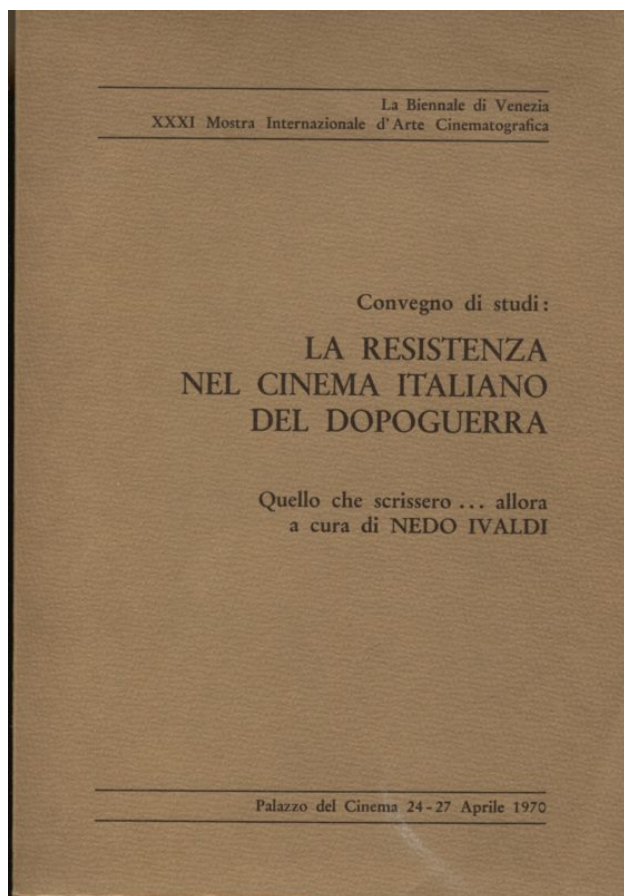 La Biennale di Venezia
XXXI Mostra Internazionale d'Arte Cinematografica
Convegno di studi:
LA RESISTENZA
NEL CINEMA ITALIANO
DEL DOPOGUERRA
Quello che scrissero ... allora
a cura di NEDO IVALDI
Palazzo del Cinema 24-27 Aprile 1970